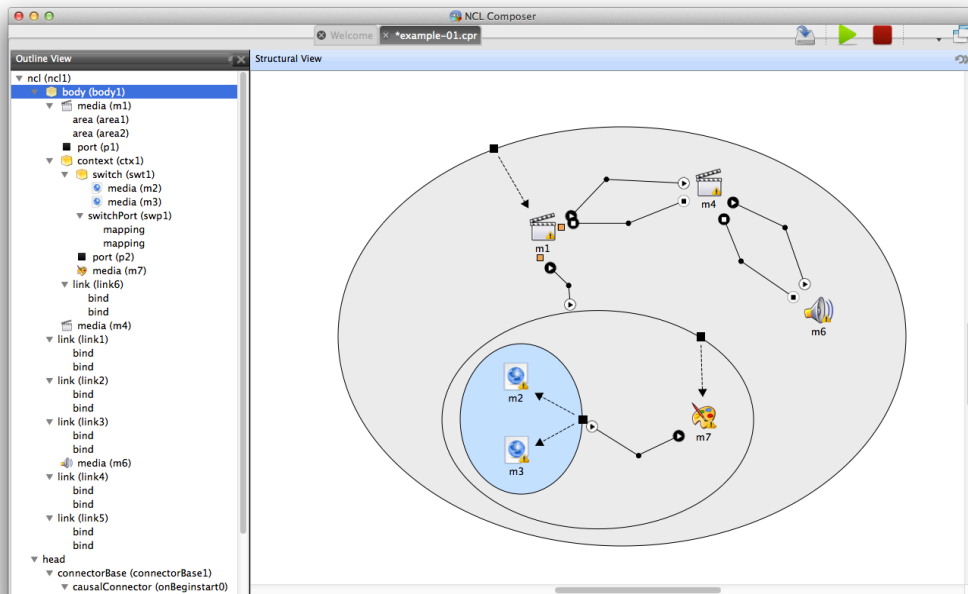 NCL Composer
Welcome
*example-01.cpr
Outline View
Structural View
ncl (ncl1)
body (body1)
media (m1)
area (area1)
area (area2)
port (p1)
context (ctx1)
switch (swt1)
media (m2)
media (m3)
switchPort (swp1)
mapping
mapping
port (p2)
media (m7)
link (link6)
bind
bind
media (m4)
link (link1)
bind
bind
link (link2)
bind
bind
link (link3)
bind
bind
media (m6)
link (link4)
bind
bind
link (link5)
bind
bind
head
connectorBase (connectorBase1)
causalConnector (onBeginstart0)
m4
m1
m6
m2
m7
m3